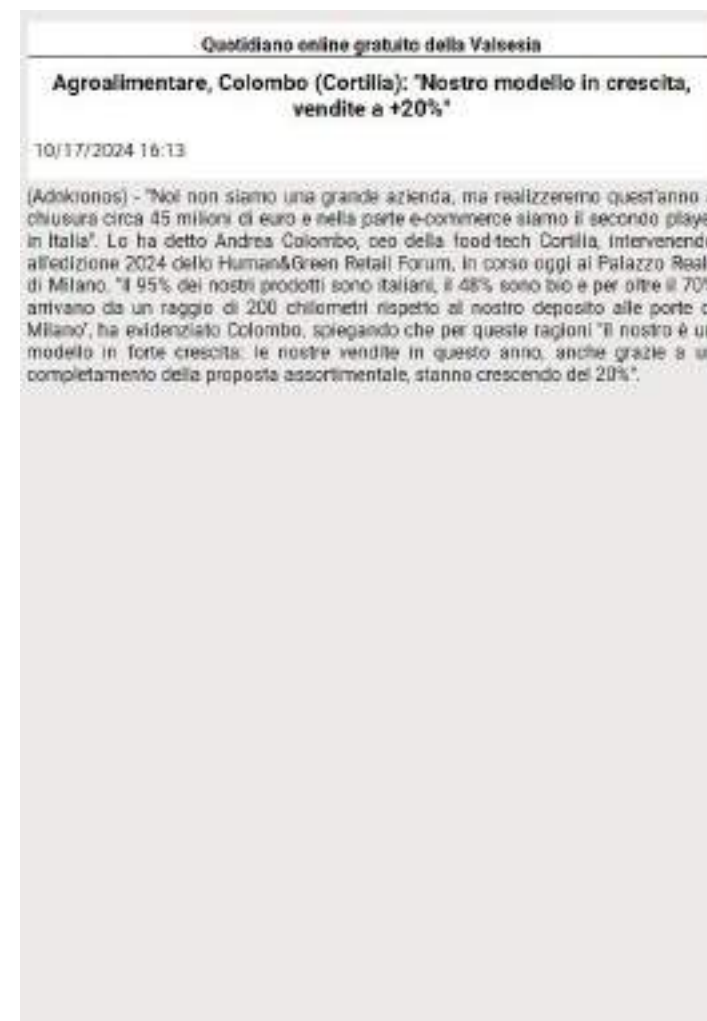 Quotidiano online gratuito della Valsesia
Agroalimentare, Colombo (Cortilia): "Nostro modello in crescita,
vendite a +20%"
10/17/2024 16:13
(Adnkronos) - "Noi non siamo una grande azienda, ma realizzeremo quest'anno a
chiusura circa 45 milioni di euro e nella parte e-commerce siamo il secondo playe
in Italia". Lo ha detto Andrea Colombo, ceo della food-tech Cortilia, intervenend
all'edizione 2024 dello Human&Green Retail Forum, in corso oggi al Palazzo Real
di Milano. "Il 95% dei nostri prodotti sono italiani, il 48% sono bio e per oltre il 70%
arrivano da un raggio di 200 chilometri rispetto al nostro deposito alle porte d
Milano", ha evidenziato Colombo, spiegando che per queste ragioni "il nostro è un
modello in forte crescita: le nostre vendite in questo anno, anche grazie a un
completamento della proposta assortimentale, stanno crescendo del 20%".